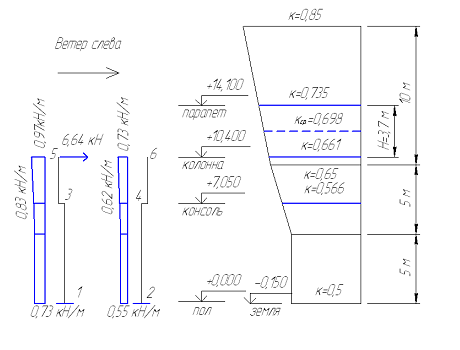 к=0,85
Ветер слева
+14,100
парапет
к=0,735
кср=0,698
к=0,661
10 м
H=3,7 м
0,97кН/м
6,64 кН
0,73 кН/м
5
6
+10,400
колонна
к=0,65
к=0,566
0,83 кН/м
3
0,62 кН/м
4
+7,050
консоль
5 м
5 м
+0,000
-0,150
к=0,5
1
2
0,73 кН/м
0,55 кН/м
пол
земля